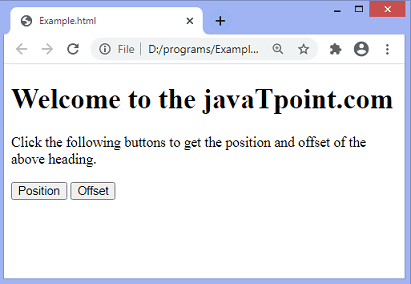 Example.html
File | D:/programs/Exampl...
Welcome to the javaTpoint.com
Click the following buttons to get the position and offset of the
above heading.
Position Offset